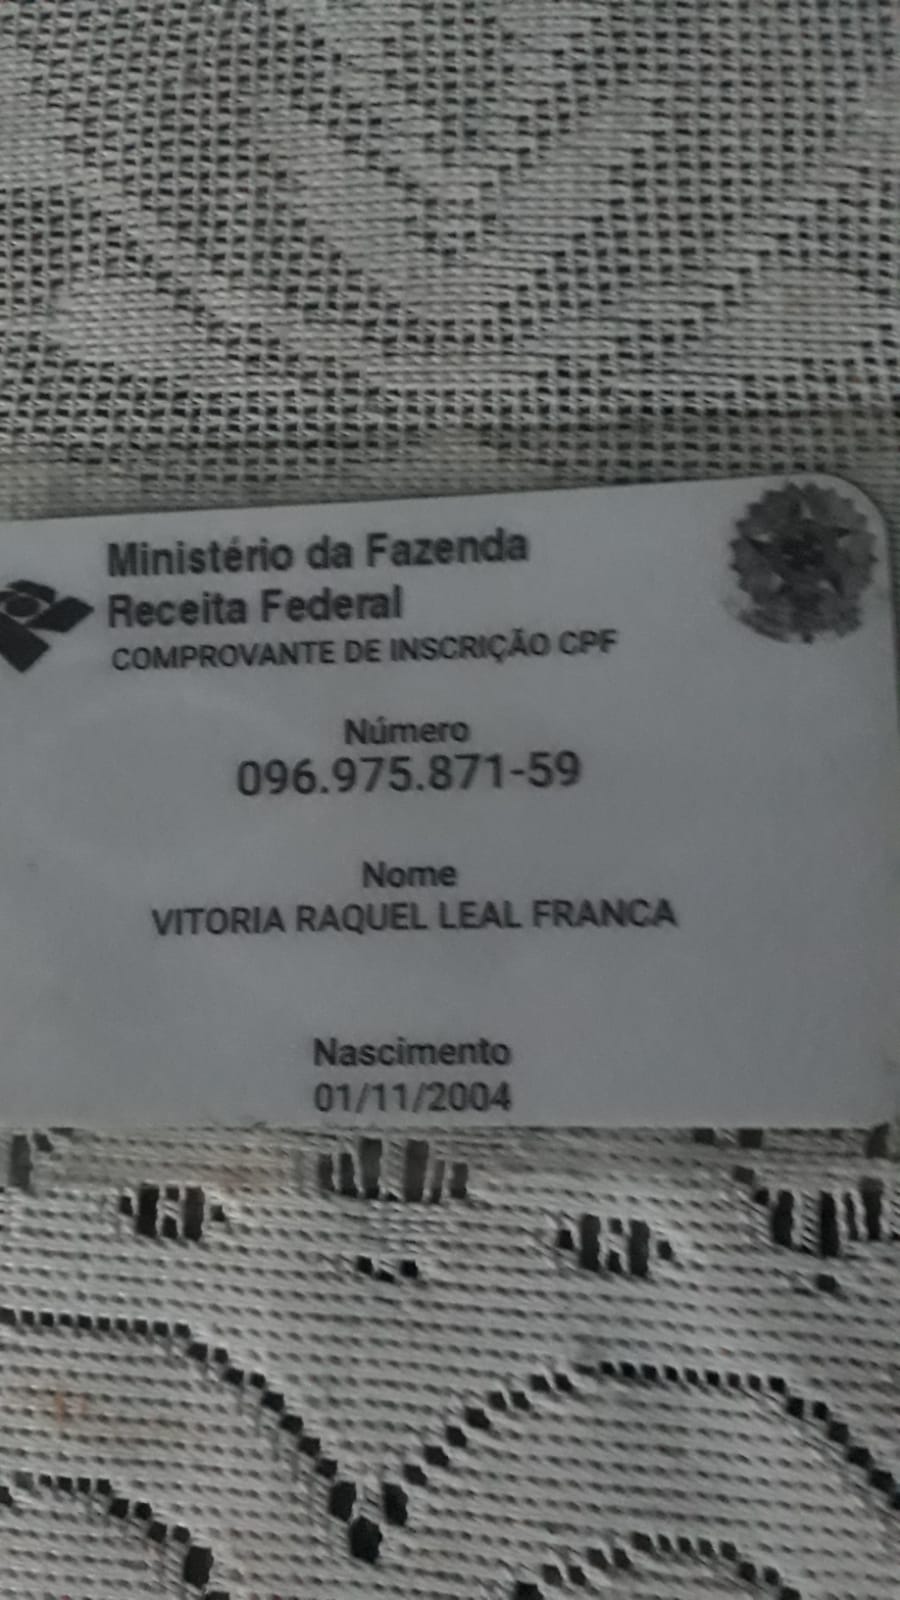 Ministério da Fazenda
Receita Federal
COMPROVANTE DE INSCRIÇÃO CPF
Número
096.975.871-59
Nome
VITORIA RAQUEL LEAL FRANCA
Nascimento
01/11/2004